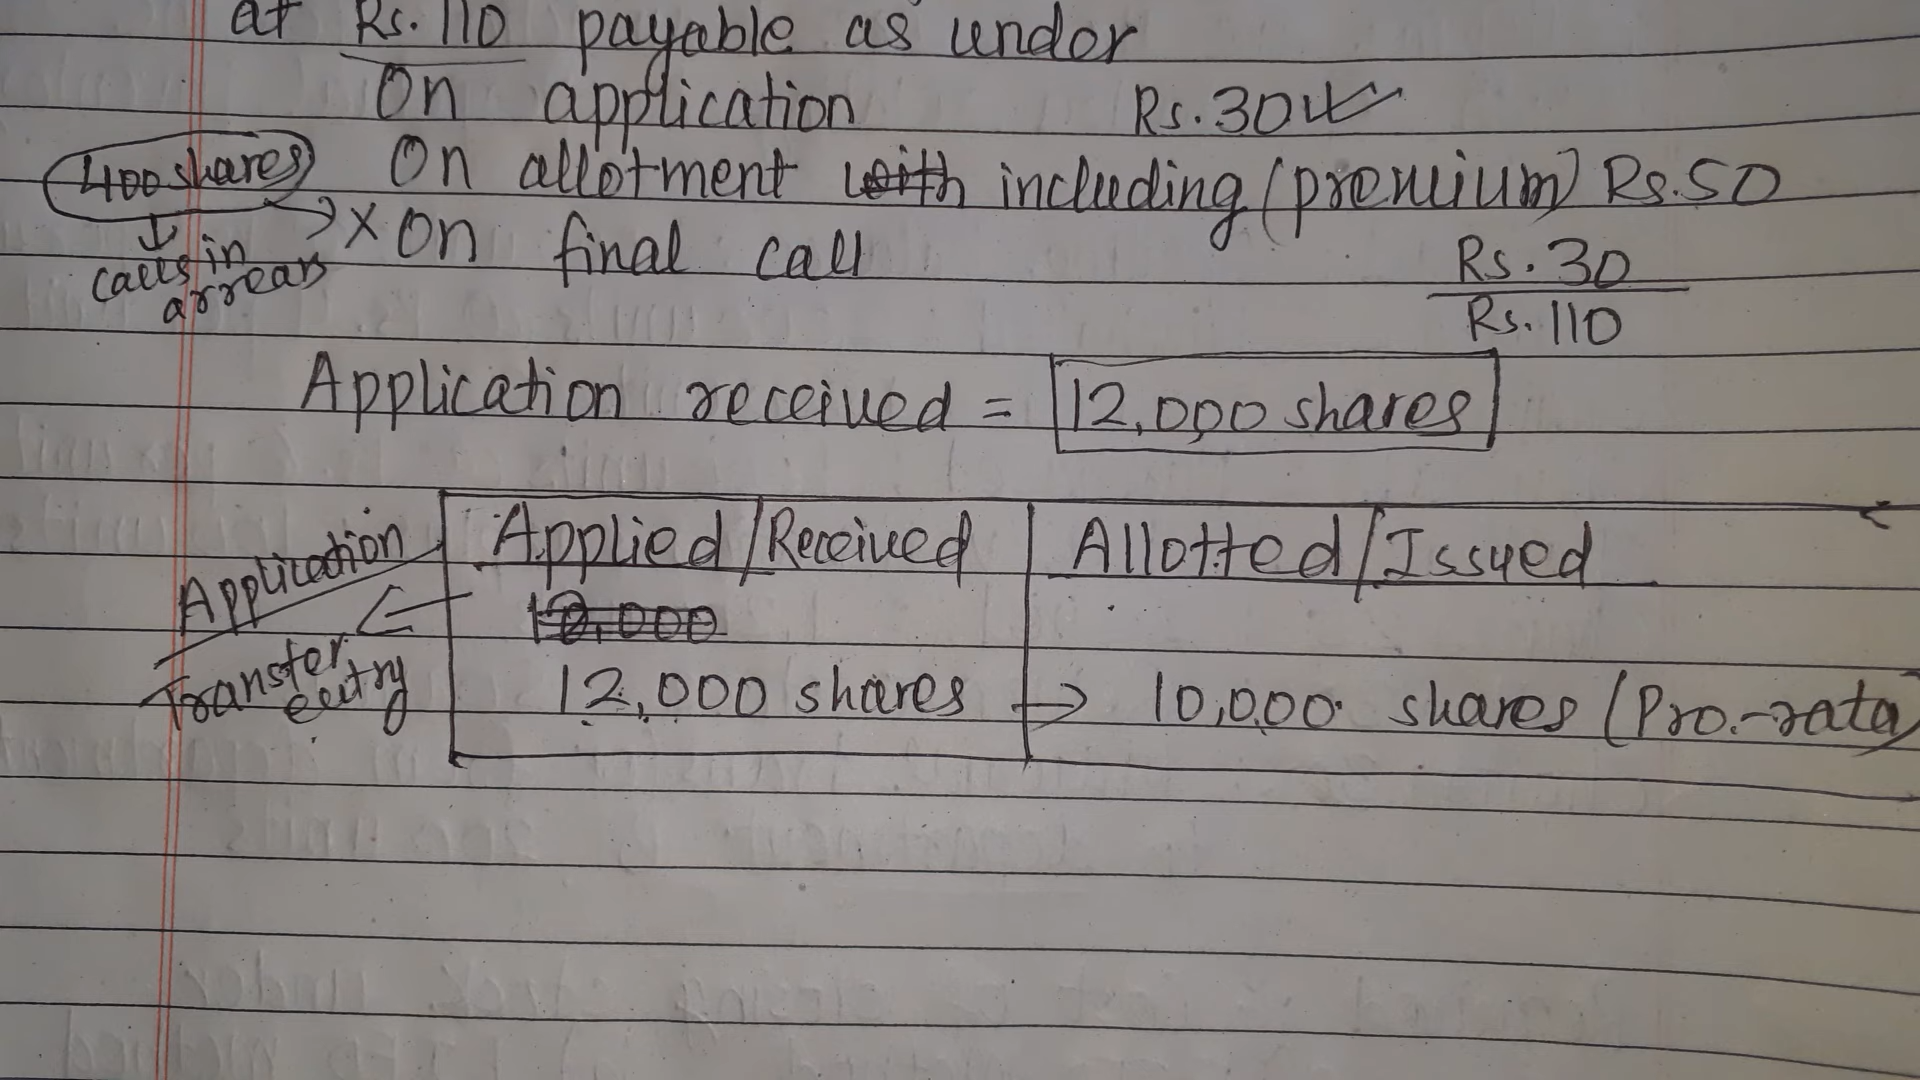 at Rs. 110 payable as under
On application Rs. 30
400 shares On allotment with including (premium) Rs. 50
calls in arrears X On final call Rs. 30
Rs. 110
Application received = 12,000 shares
Application Applied/Received Allotted/Issued
12,000
Transfer entry 12,000 shares → 10,000 shares (Pro-rata)